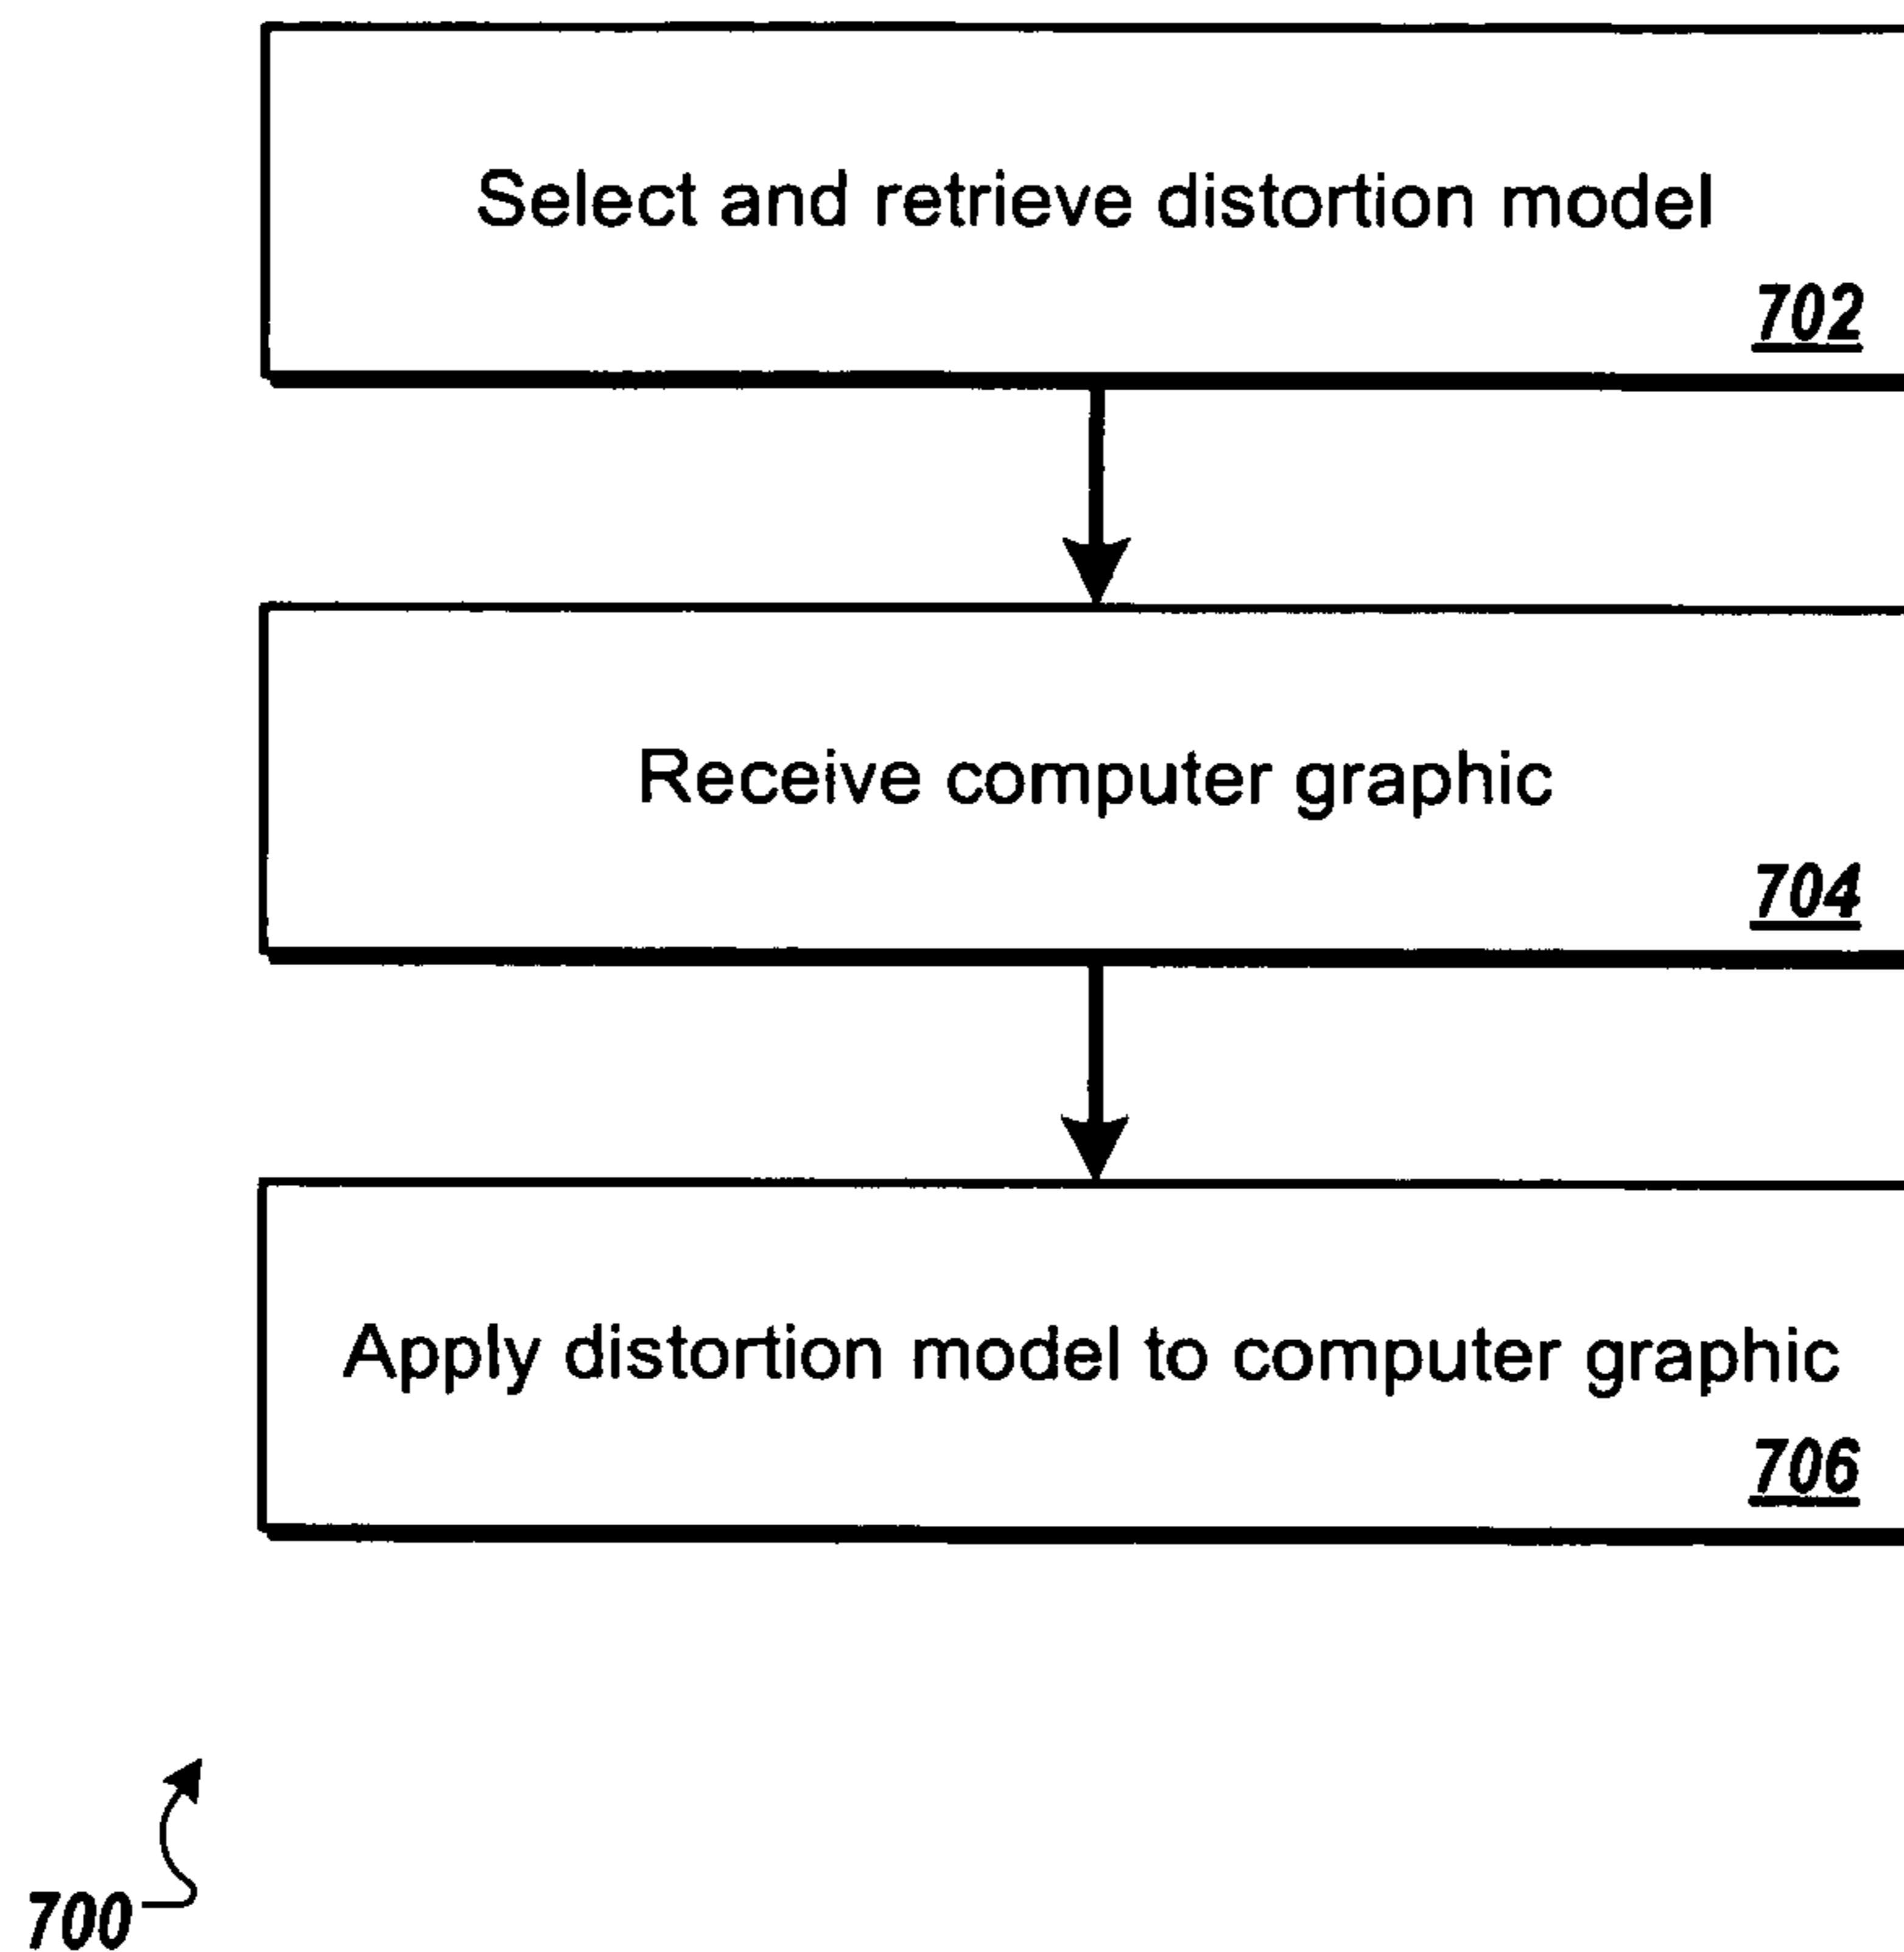 Select and retrieve distortion model
702
Receive computer graphic
704
Apply distortion model to computer graphic
706
700